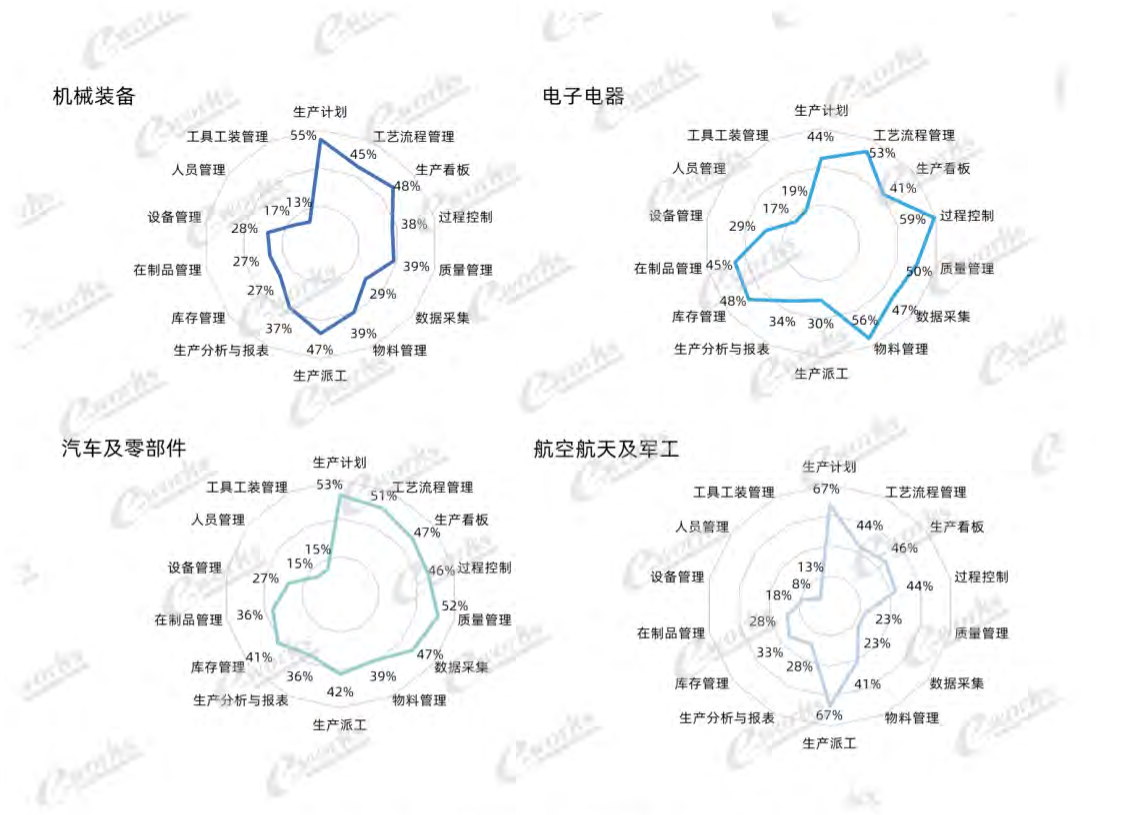 机械装备
生产计划
55%
工具工装管理
工艺流程管理
45%
人员管理
生产看板
48%
13%
17%
设备管理
28%
38%
过程控制
27%
在制品管理
39%
质量管理
27%
29%
库存管理
数据采集
37%
39%
生产分析与报表
47%
物料管理
生产派工
电子电器
生产计划
44%
工具工装管理
工艺流程管理
53%
人员管理
生产看板
19%
41%
17%
设备管理
29%
59%
过程控制
在制品管理
45%
50%
质量管理
48%
47%
库存管理
数据采集
34%
30%
56%
生产分析与报表
物料管理
生产派工
汽车及零部件
生产计划
53%
工具工装管理
51%
工艺流程管理
人员管理
生产看板
47%
15%
15%
设备管理
27%
46%
过程控制
52%
在制品管理
36%
质量管理
41%
47%
库存管理
数据采集
36%
39%
生产分析与报表
42%
物料管理
生产派工
航空航天及军工
生产计划
67%
工具工装管理
工艺流程管理
44%
人员管理
生产看板
46%
13%
8%
设备管理
18%
44%
过程控制
28%
23%
在制品管理
质量管理
33%
23%
28%
库存管理
41%
数据采集
生产分析与报表
67%
物料管理
生产派工
e-works